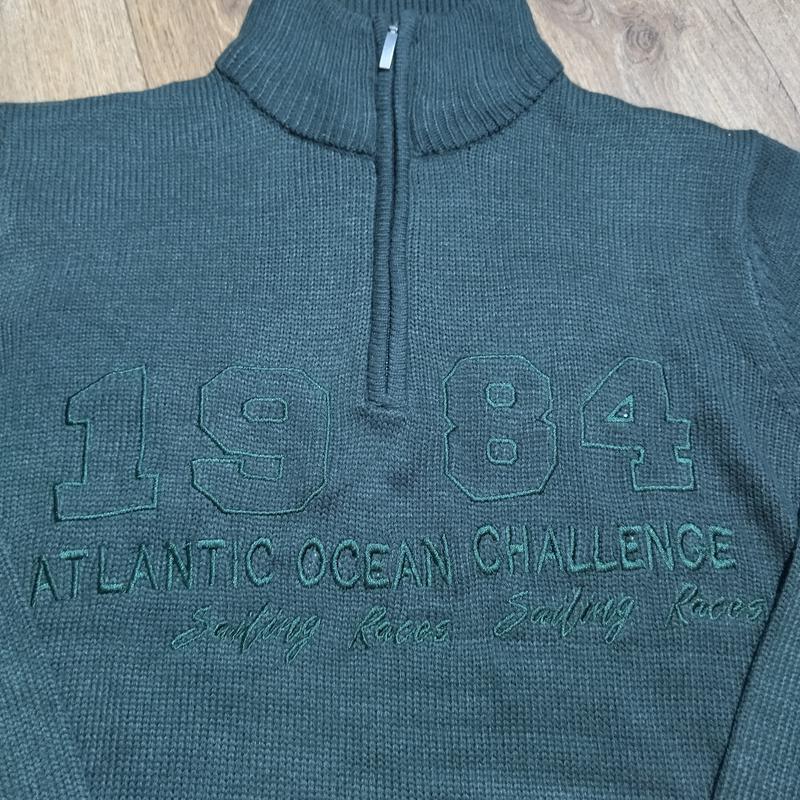 1984
ATLANTIC OCEAN CHALLENGE
Sailing Races Sailing Races